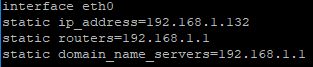 interface eth0
static ip_address=192.168.1.132
static routers=192.168.1.1
static domain_name_servers=192.168.1.1